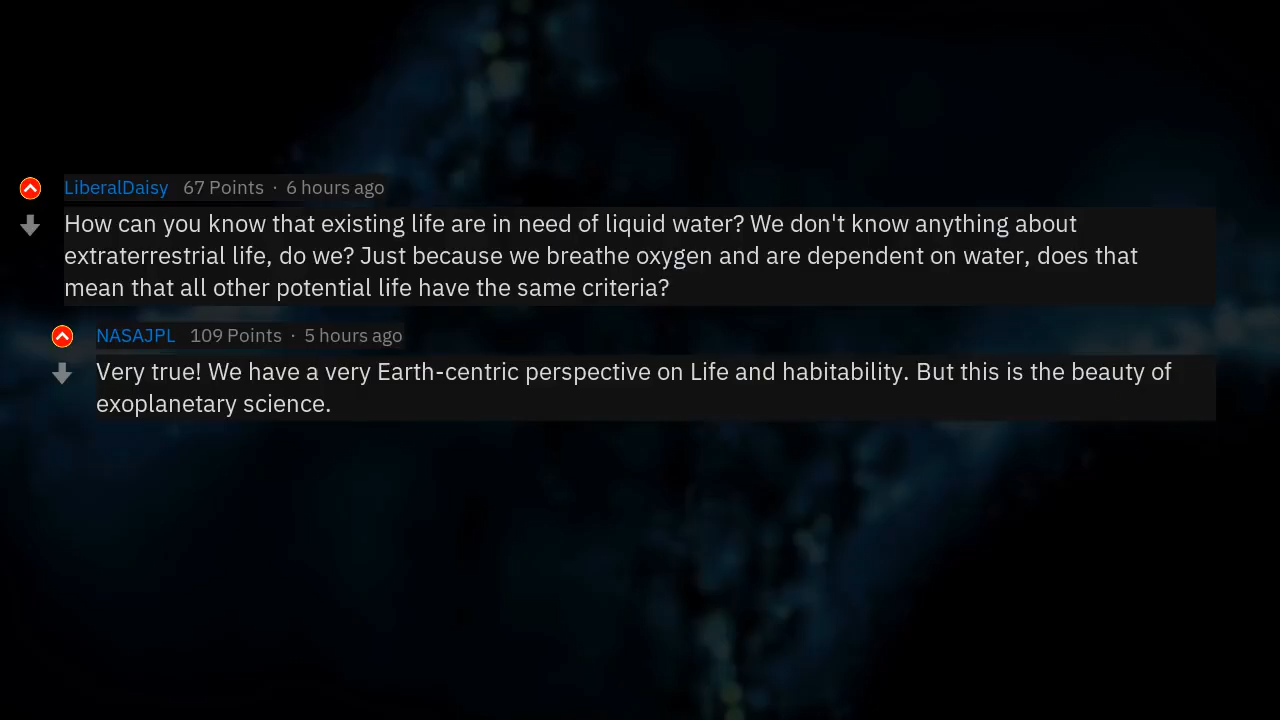 LiberalDaisy 67 Points · 6 hours ago
How can you know that existing life are in need of liquid water? We don't know anything about
extraterrestrial life, do we? Just because we breathe oxygen and are dependent on water, does that
mean that all other potential life have the same criteria?
NASAJPL 109 Points · 5 hours ago
Very true! We have a very Earth-centric perspective on Life and habitability. But this is the beauty of
exoplanetary science.